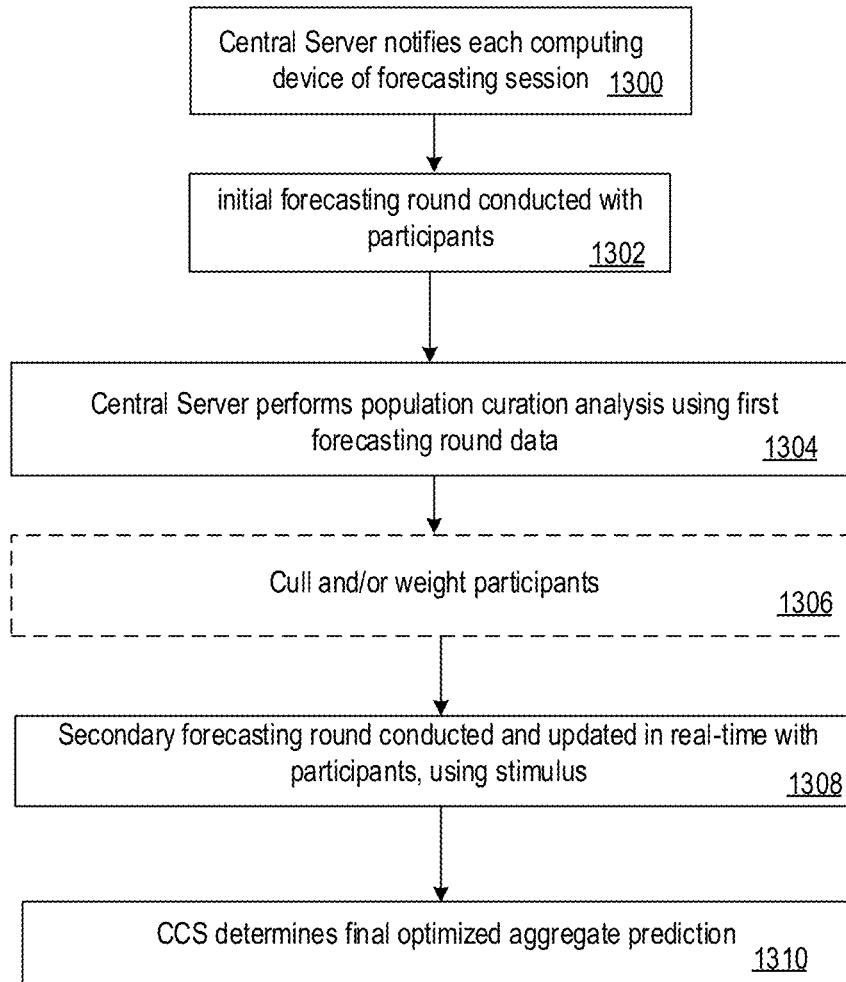 Central Server notifies each computing
device of forecasting session 1300
initial forecasting round conducted with
participants
1302
Central Server performs population curation analysis using first
forecasting round data
1304
Cull and/or weight participants
1306
Secondary forecasting round conducted and updated in real-time with
participants, using stimulus
1308
CCS determines final optimized aggregate prediction
1310